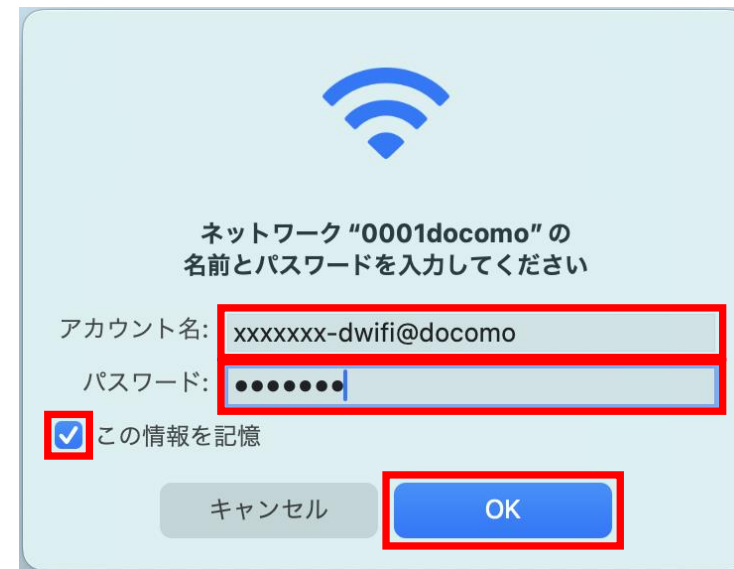 ネットワーク “0001docomo” の
名前とパスワードを入力してください
アカウント名: xxxxxxx-dwifi@docomo
パスワード: •••••••
この情報を記憶
キャンセル OK